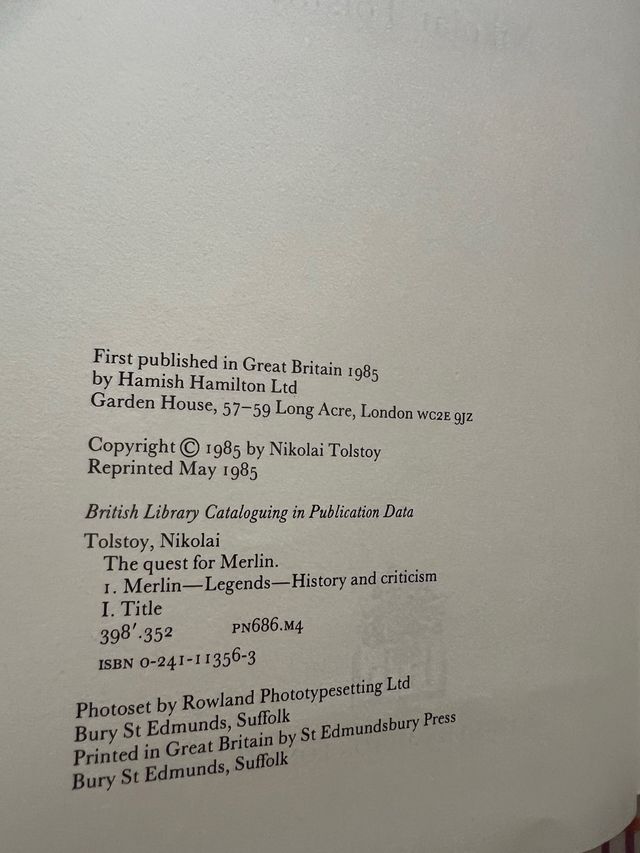 First published in Great Britain 1985
by Hamish Hamilton Ltd
Garden House, 57–59 Long Acre, London WC2E 9JZ
Copyright © 1985 by Nikolai Tolstoy
Reprinted May 1985
British Library Cataloguing in Publication Data
Tolstoy, Nikolai
The quest for Merlin.
1. Merlin—Legends—History and criticism
I. Title
398'.352 PN686.M4
ISBN 0-241-11356-3
Photoset by Rowland Phototypesetting Ltd
Bury St Edmunds, Suffolk
Printed in Great Britain by St Edmundsbury Press
Bury St Edmunds, Suffolk